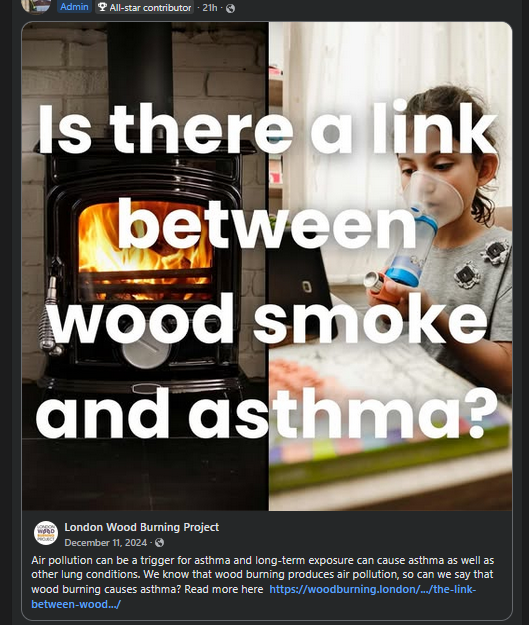 Admin All-star contributor · 21h ·
Is there a link
between
wood smoke
and asthma?
London Wood Burning Project
December 11, 2024 ·
Air pollution can be a trigger for asthma and long-term exposure can cause asthma as well as
other lung conditions. We know that wood burning produces air pollution, so can we say that
wood burning causes asthma? Read more here https://woodburning.london/.../the-link-
between-wood.../